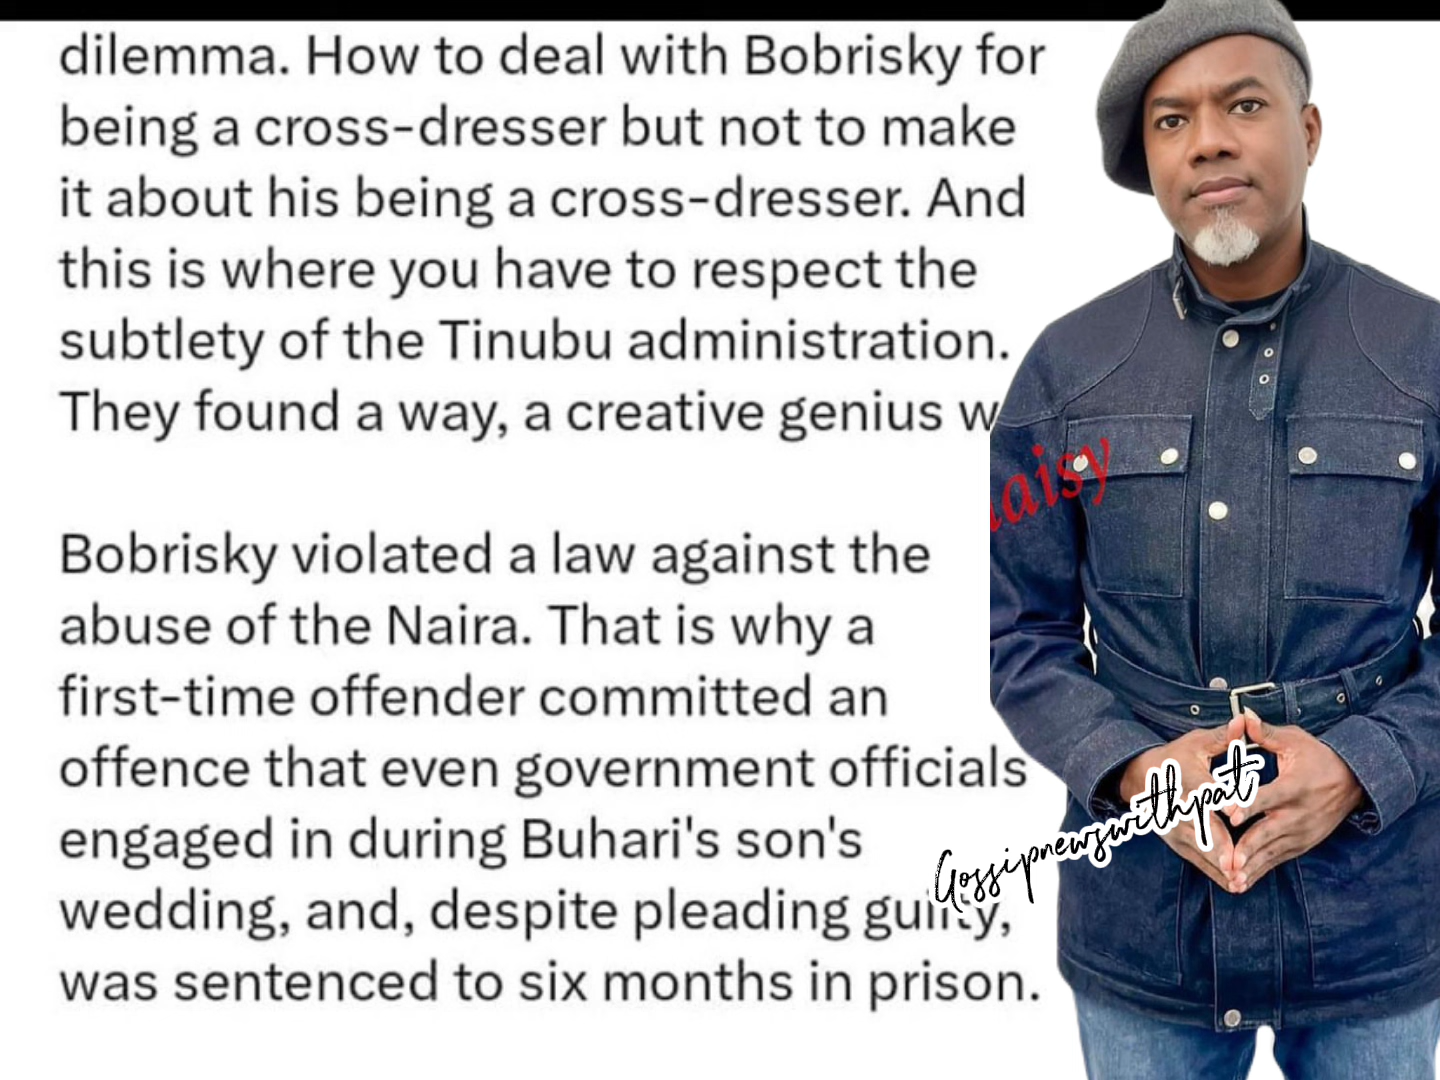 dilemma. How to deal with Bobrisky for
being a cross-dresser but not to make
it about his being a cross-dresser. And
this is where you have to respect the
subtlety of the Tinubu administration.
They found a way, a creative genius
Bobrisky violated a law against the
abuse of the Naira. That is why a
first-time offender committed an
offence that even government officials
engaged in during Buhari's son's
wedding, and, despite pleading guilty,
was sentenced to six months in prison.
Gossipnewswithpat